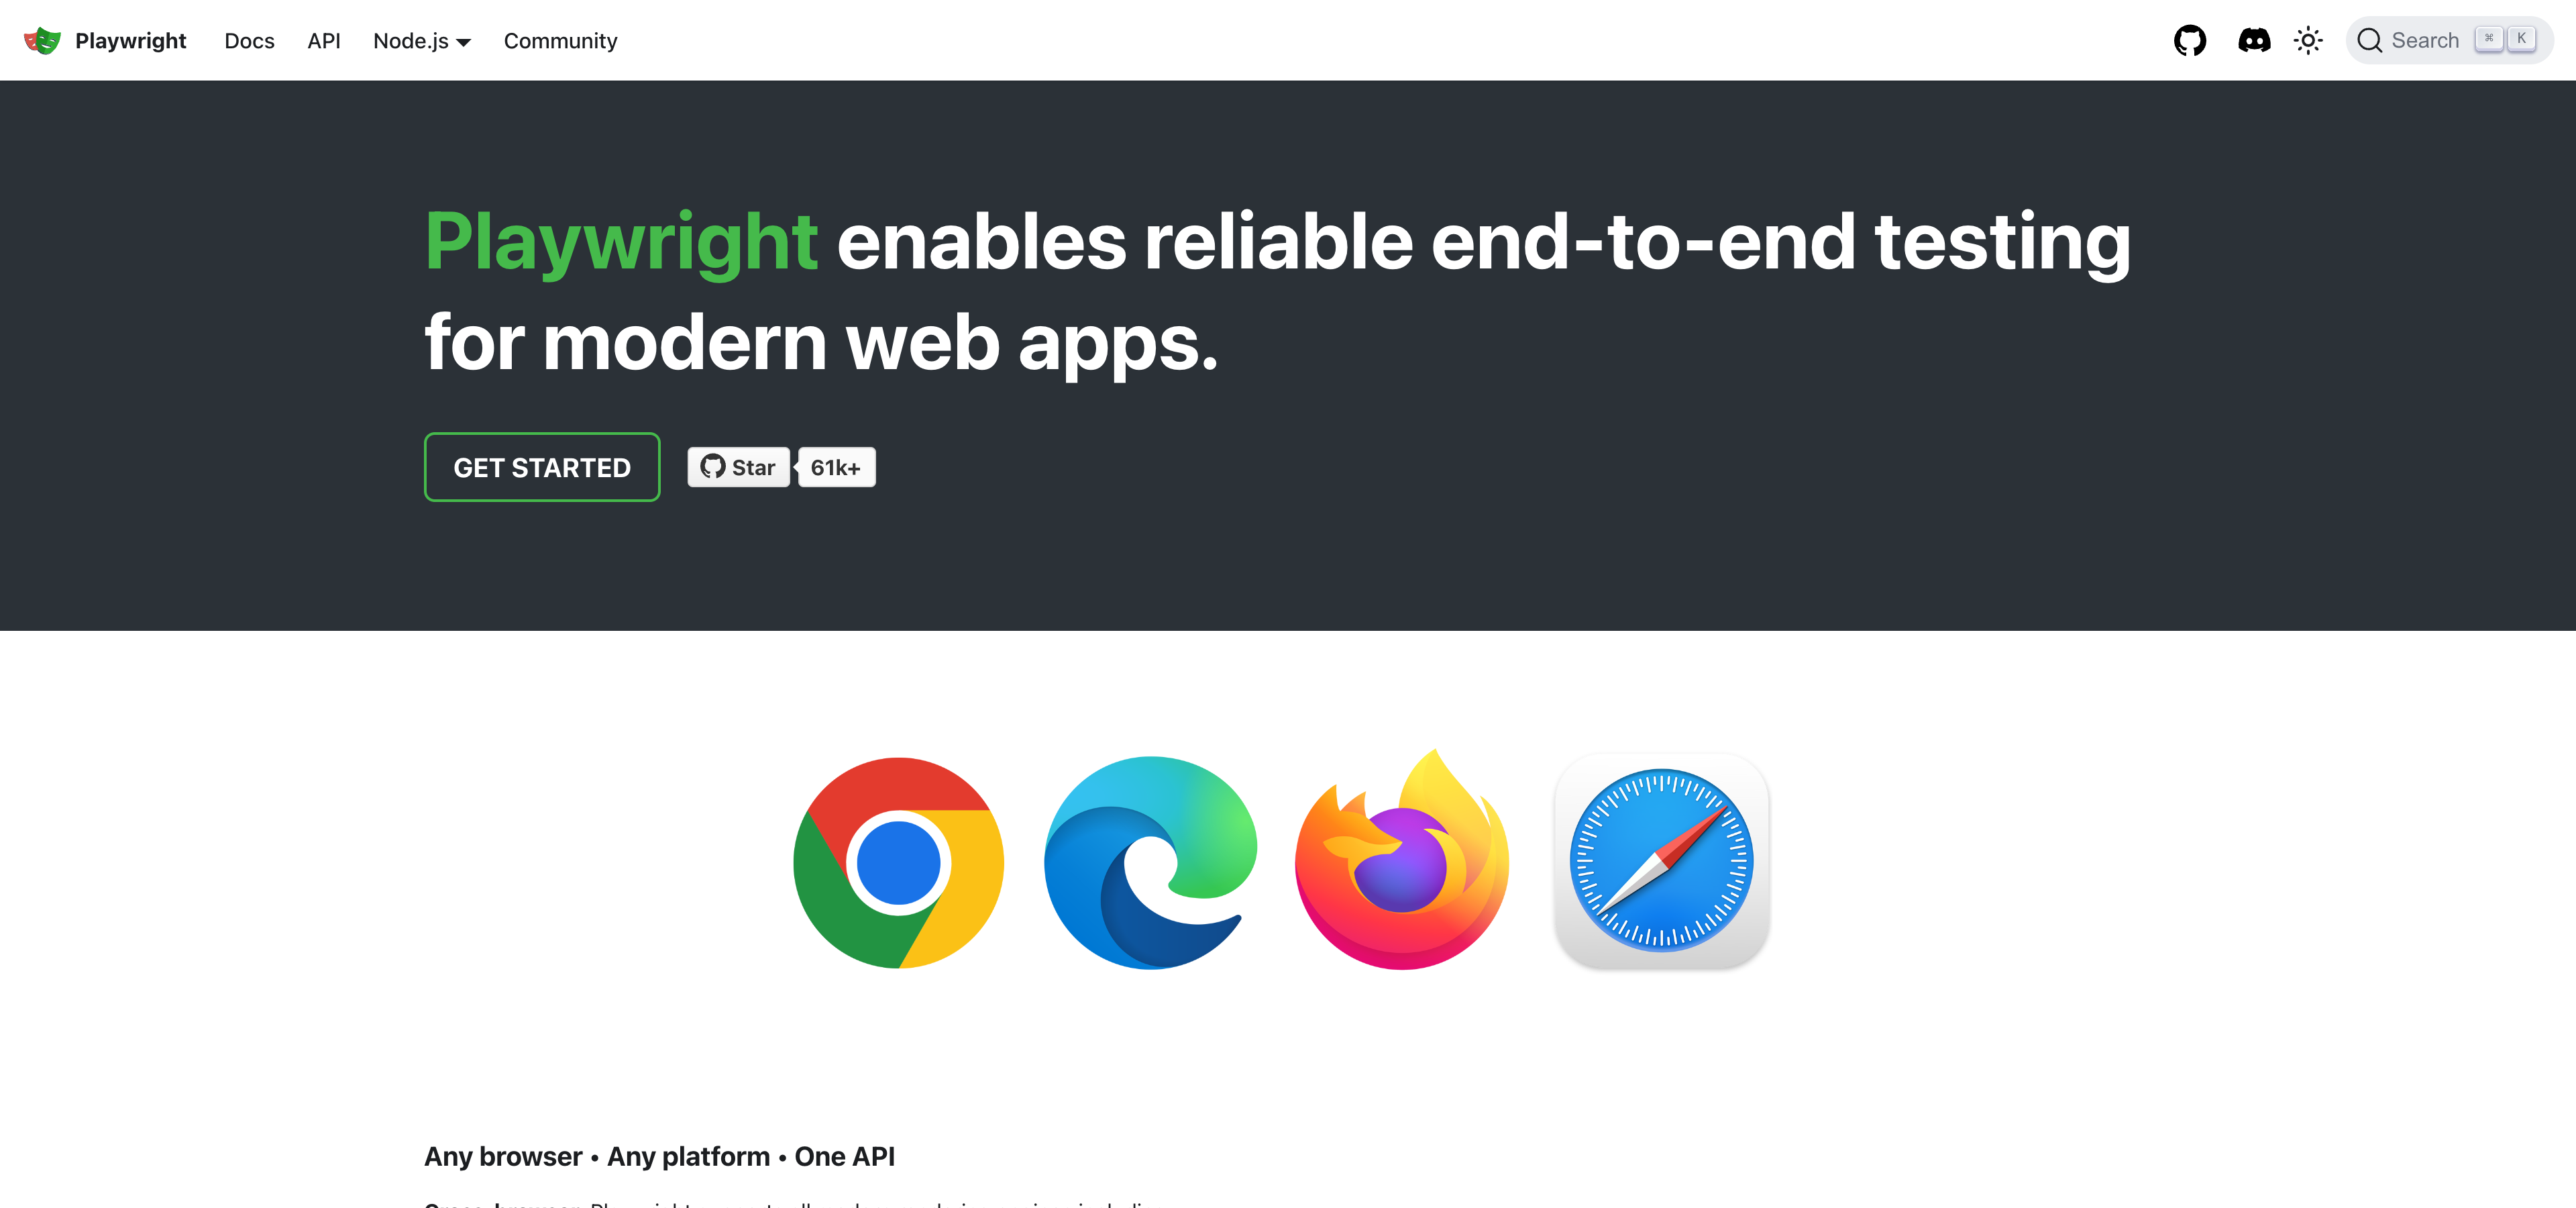 Playwright Docs API Node.js Community Search ⌘ K
Playwright enables reliable end-to-end testing
for modern web apps.
GET STARTED Star 61k+
Any browser • Any platform • One API